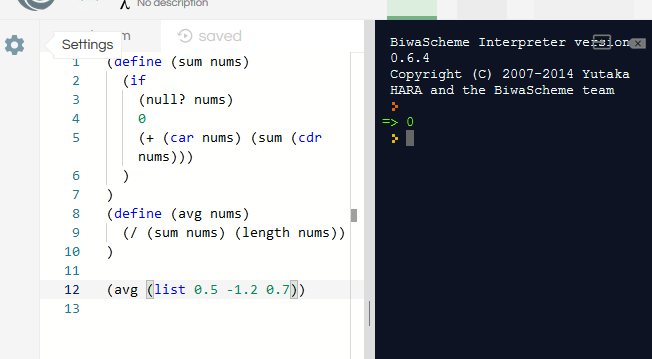 No description
Settings
saved
1 (define (sum nums)
2 (if
3 (null? nums)
4 0
5 (+ (car nums) (sum (cdr
nums)))
6 )
7 )
8 (define (avg nums)
9 (/ (sum nums) (length nums))
10 )
11
12 (avg (list 0.5 -1.2 0.7))
13
BiwaScheme Interpreter version
0.6.4
Copyright (C) 2007-2014 Yutaka
HARA and the BiwaScheme team
=> 0